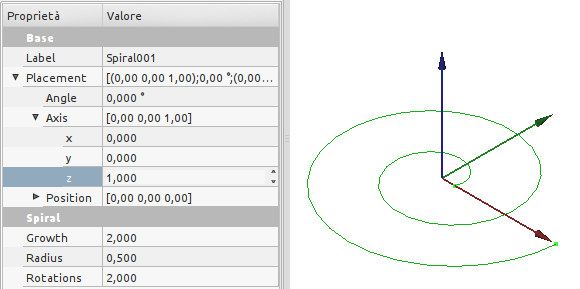 Proprietà Valore
Base
Label Spiral001
Placement [(0,00 0,00 1,00);0,00 °;(0,00...
Angle 0,000 °
Axis [0,00 0,00 1,00]
x 0,000
y 0,000
z 1,000
Position [0,00 0,00 0,00]
Spiral
Growth 2,000
Radius 0,500
Rotations 2,000